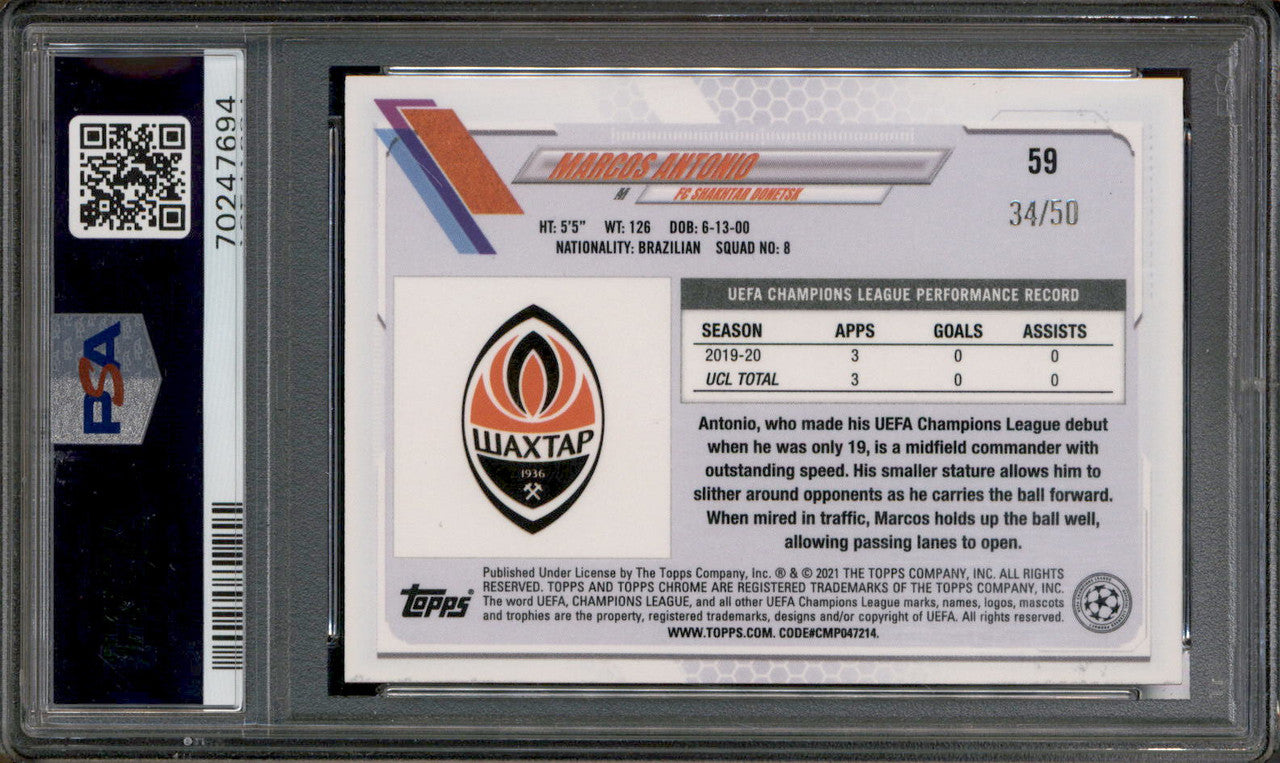 70247694
PSA
MARCOS ANTONIO
M FC SHAKHTAR DONETSK
59
34/50
HT: 5'5" WT: 126 DOB: 6-13-00
NATIONALITY: BRAZILIAN SQUAD NO: 8
ШАХТАР
1936
UEFA CHAMPIONS LEAGUE PERFORMANCE RECORD
SEASON APPS GOALS ASSISTS
2019-20 3 0 0
UCL TOTAL 3 0 0
Antonio, who made his UEFA Champions League debut
when he was only 19, is a midfield commander with
outstanding speed. His smaller stature allows him to
slither around opponents as he carries the ball forward.
When mired in traffic, Marcos holds up the ball well,
allowing passing lanes to open.
topps
Published Under License by The Topps Company, Inc. ® & © 2021 THE TOPPS COMPANY, INC. ALL RIGHTS
RESERVED. TOPPS AND TOPPS CHROME ARE REGISTERED TRADEMARKS OF THE TOPPS COMPANY, INC.
The word UEFA, CHAMPIONS LEAGUE, and all other UEFA Champions League marks, names, logos, mascots
and trophies are the property, registered trademarks, designs and/or copyright of UEFA. All rights reserved.
WWW.TOPPS.COM. CODE#CMP047214.